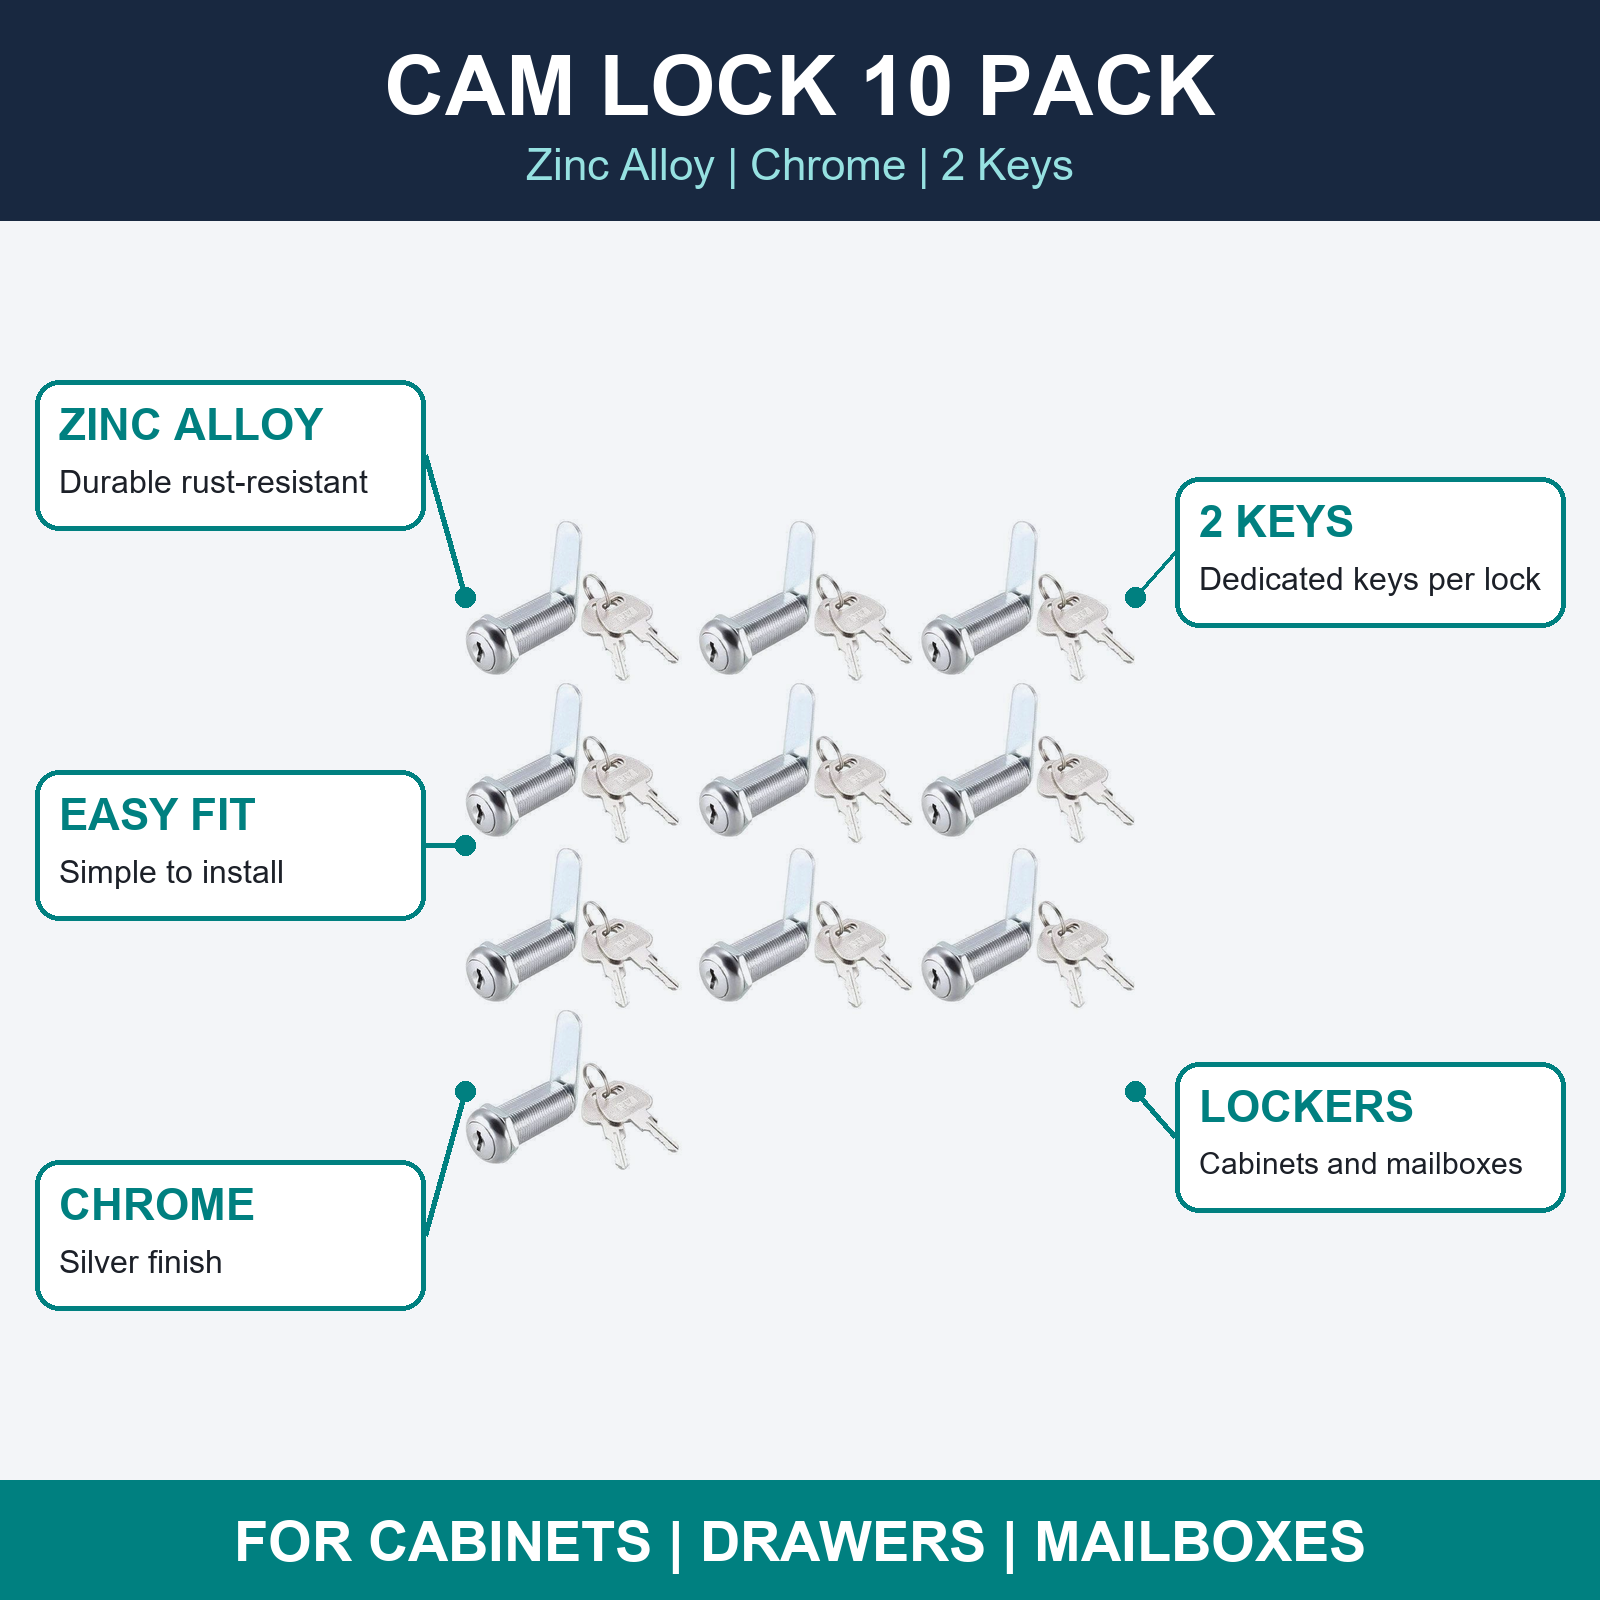 CAM LOCK 10 PACK
Zinc Alloy | Chrome | 2 Keys
ZINC ALLOY
Durable rust-resistant
2 KEYS
Dedicated keys per lock
EASY FIT
Simple to install
LOCKERS
Cabinets and mailboxes
CHROME
Silver finish
FOR CABINETS | DRAWERS | MAILBOXES